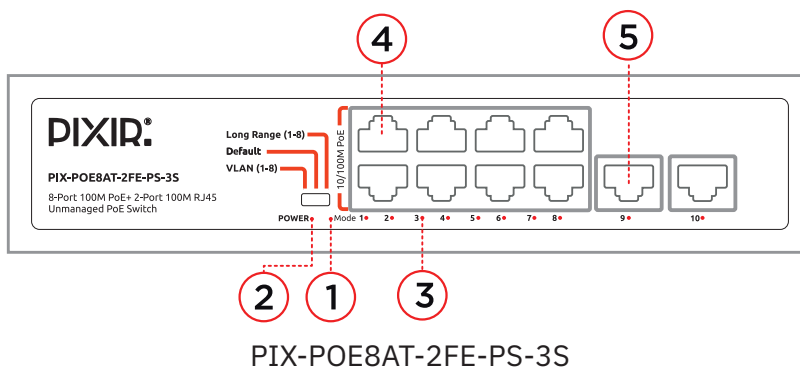 4
5
PIXIR.®
Long Range (1-8)
Default
VLAN (1-8)
10/100M PoE
PIX-POE8AT-2FE-PS-3S
8-Port 100M PoE+ 2-Port 100M RJ45
Unmanaged PoE Switch
POWER Mode 1 2 3 4 5 6 7 8 9 10
2 1 3
PIX-POE8AT-2FE-PS-3S